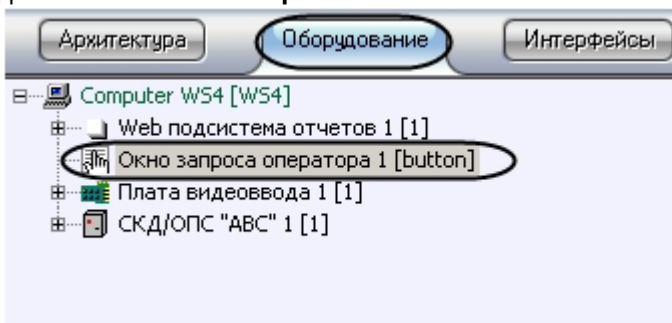 Архитектура Оборудование Интерфейсы
Computer WS4 [WS4]
Web подсистема отчетов 1 [1]
Окно запроса оператора 1 [button]
Плата видеоввода 1 [1]
СКД/ОПС "ABC" 1 [1]